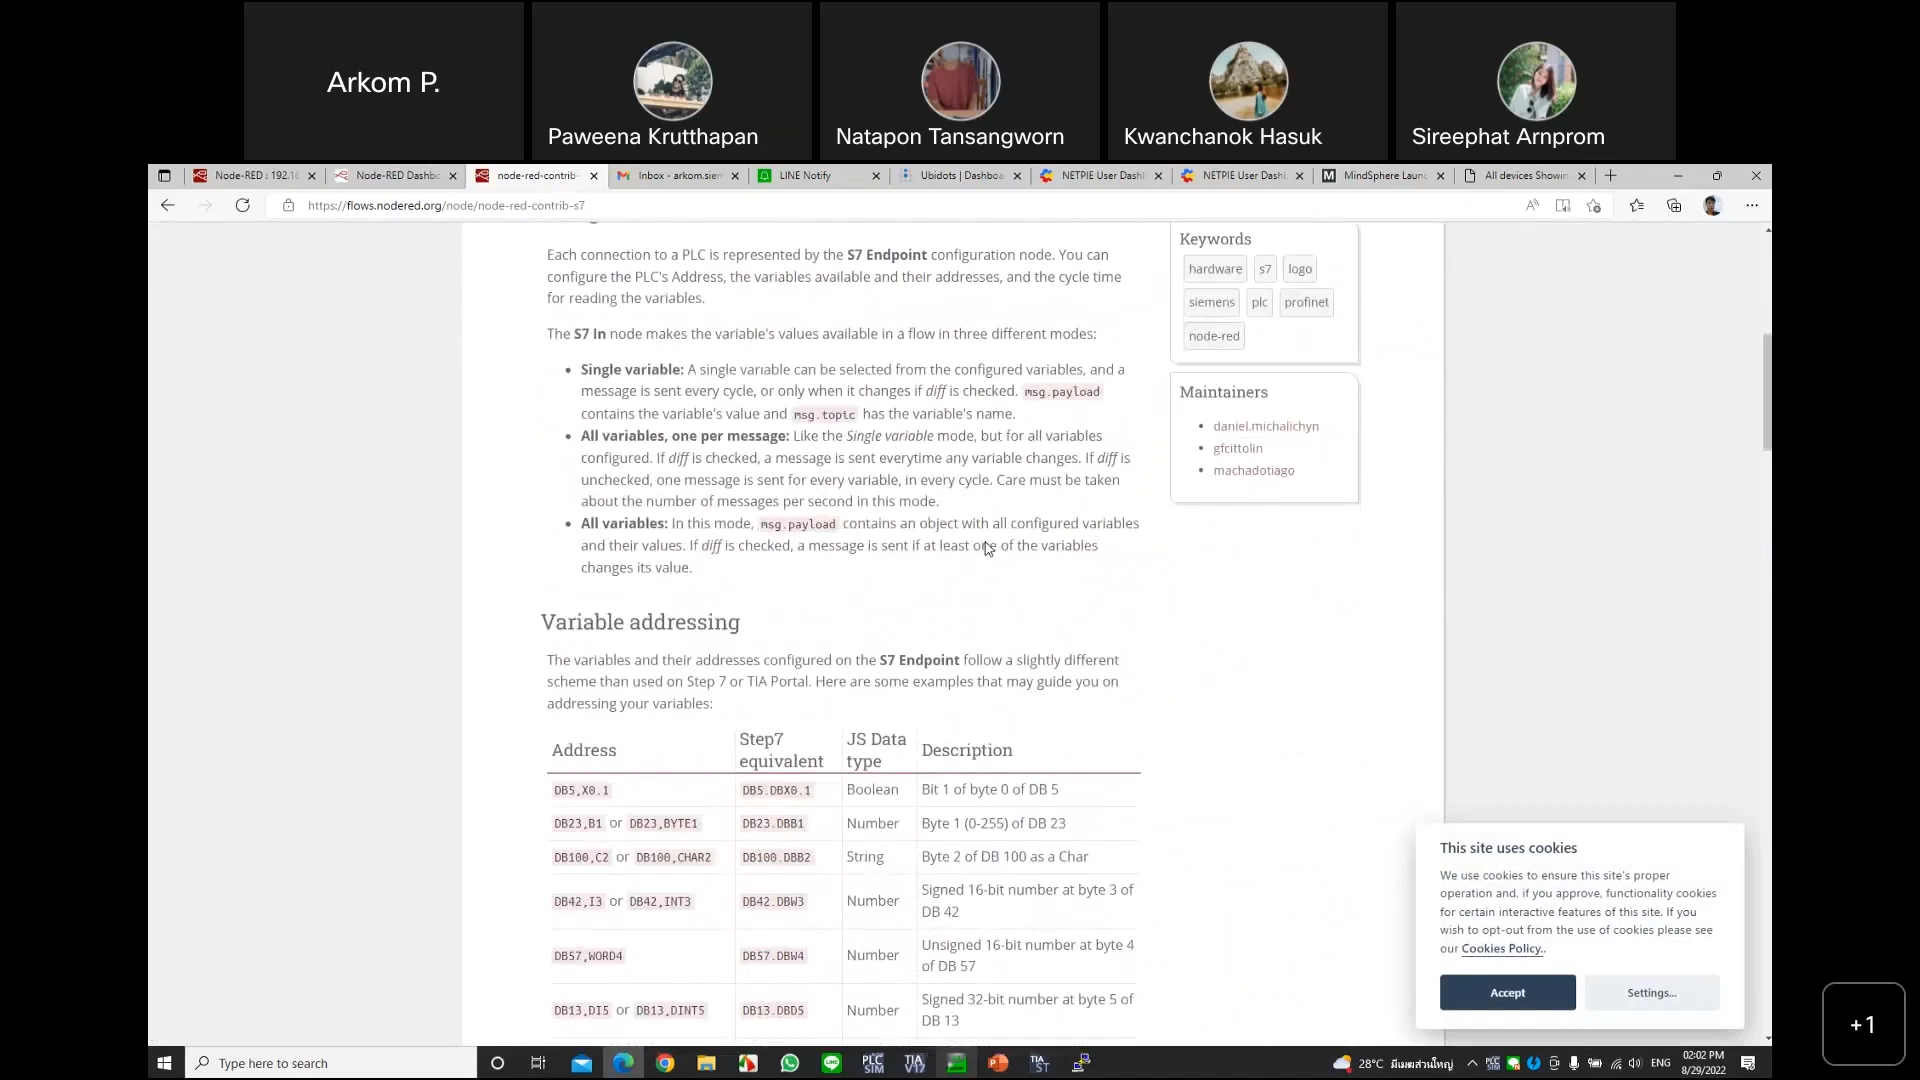 Arkom P.
Paweena Krutthapan
Natapon Tansangworn
Kwanchanok Hasuk
Sireephat Arnprom
Node-RED : 192.16
Node-RED Dashbo
node-red-contrib-
Inbox - arkom.siem
LINE Notify
Ubidots | Dashboa
NETPIE User Dash
NETPIE User Dash
MindSphere Launc
All devices Showin
https://flows.nodered.org/node/node-red-contrib-s7
Each connection to a PLC is represented by the S7 Endpoint configuration node. You can
configure the PLC's Address, the variables available and their addresses, and the cycle time
for reading the variables.
The S7 In node makes the variable's values available in a flow in three different modes:
• Single variable: A single variable can be selected from the configured variables, and a
message is sent every cycle, or only when it changes if diff is checked. msg.payload
contains the variable's value and msg.topic has the variable's name.
• All variables, one per message: Like the Single variable mode, but for all variables
configured. If diff is checked, a message is sent everytime any variable changes. If diff is
unchecked, one message is sent for every variable, in every cycle. Care must be taken
about the number of messages per second in this mode.
• All variables: In this mode, msg.payload contains an object with all configured variables
and their values. If diff is checked, a message is sent if at least one of the variables
changes its value.
Keywords
hardware s7 logo
siemens plc profinet
node-red
Maintainers
• daniel.michalichyn
• gfcittolin
• machadotiago
Variable addressing
The variables and their addresses configured on the S7 Endpoint follow a slightly different
scheme than used on Step 7 or TIA Portal. Here are some examples that may guide you on
addressing your variables:
Address Step7 equivalent JS Data type Description
DB5,X0.1 DB5.DBX0.1 Boolean Bit 1 of byte 0 of DB 5
DB23,B1 or DB23,BYTE1 DB23.DBB1 Number Byte 1 (0-255) of DB 23
DB100,C2 or DB100,CHAR2 DB100.DBB2 String Byte 2 of DB 100 as a Char
DB42,I3 or DB42,INT3 DB42.DBW3 Number Signed 16-bit number at byte 3 of DB 42
DB57,WORD4 DB57.DBW4 Number Unsigned 16-bit number at byte 4 of DB 57
DB13,DI5 or DB13,DINT5 DB13.DBD5 Number Signed 32-bit number at byte 5 of DB 13
This site uses cookies
We use cookies to ensure this site's proper
operation and, if you approve, functionality cookies
for certain interactive features of this site. If you
wish to opt-out from the use of cookies please see
our Cookies Policy..
Accept
Settings...
+1
Type here to search
PLC SIM
TIA V17
TIA ST
28°C มีเมฆส่วนใหญ่
ENG
02:02 PM
8/29/2022